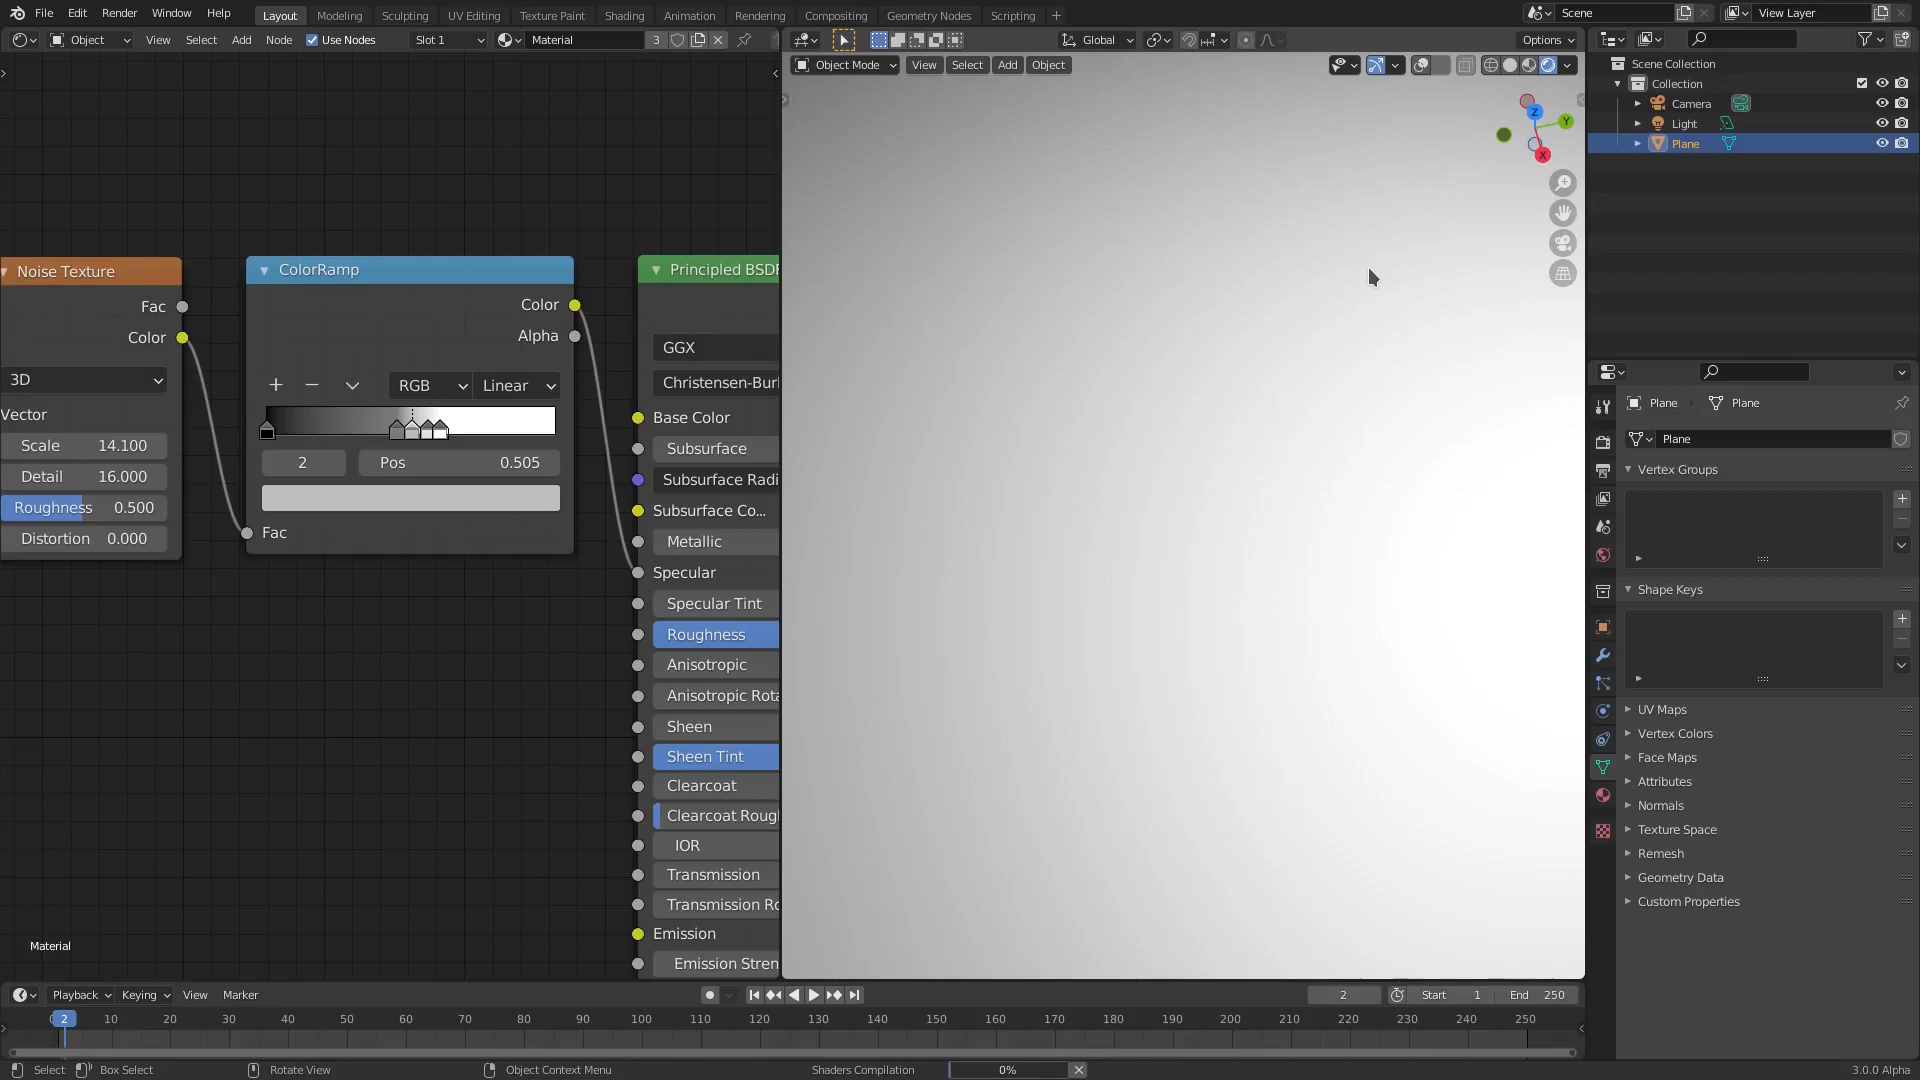 File Edit Render Window Help Layout Modeling Sculpting UV Editing Texture Paint Shading Animation Rendering Compositing Geometry Nodes Scripting + Scene View Layer
Object View Select Add Node Use Nodes Slot 1 Material 3 Global Options
Object Mode View Select Add Object
Scene Collection
Collection
Camera
Light
Plane
Z
Y
X
Noise Texture
Fac
Color
3D
Vector
Scale 14.100
Detail 16.000
Roughness 0.500
Distortion 0.000
ColorRamp
Color
Alpha
RGB Linear
2 Pos 0.505
Fac
Principled BSDF
GGX
Christensen-Bur
Base Color
Subsurface
Subsurface Radi
Subsurface Co...
Metallic
Specular
Specular Tint
Roughness
Anisotropic
Anisotropic Rota
Sheen
Sheen Tint
Clearcoat
Clearcoat Rough
IOR
Transmission
Transmission Ro
Emission
Emission Stren
Material
Plane Plane
Plane
Vertex Groups
Shape Keys
UV Maps
Vertex Colors
Face Maps
Attributes
Normals
Texture Space
Remesh
Geometry Data
Custom Properties
Playback Keying View Marker 2 Start 1 End 250
2 10 20 30 40 50 60 70 80 90 100 110 120 130 140 150 160 170 180 190 200 210 220 230 240 250
Select Box Select Rotate View Object Context Menu Shaders Compilation 0% 3.0.0 Alpha